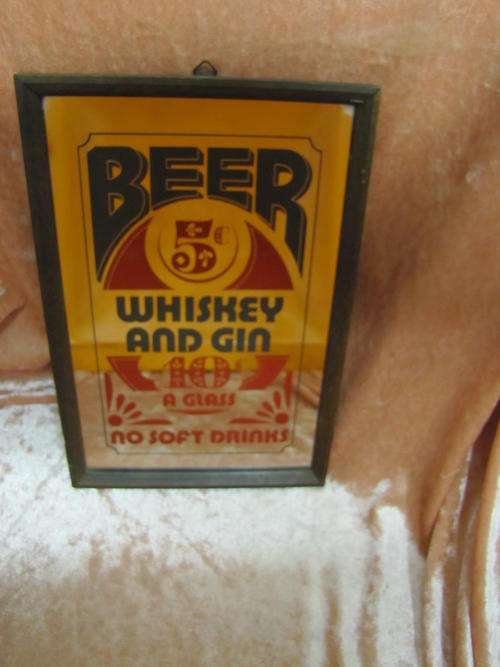 BEER
5¢
WHISKEY
AND GIN
10¢
A GLASS
NO SOFT DRINKS